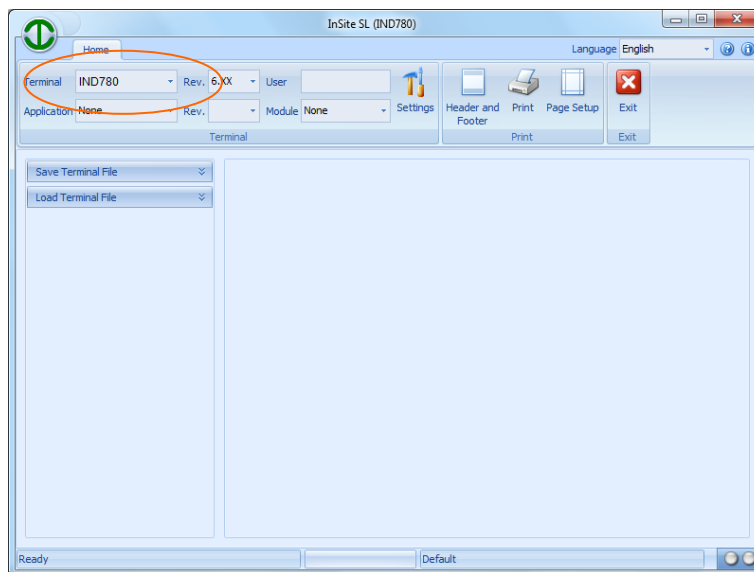 InSite SL (IND780)
Home
Language English
Terminal IND780 Rev. 6.XX User
Application None Rev. Module None
Settings
Header and Footer
Print
Page Setup
Exit
Terminal
Print
Exit
Save Terminal File
Load Terminal File
Ready
Default